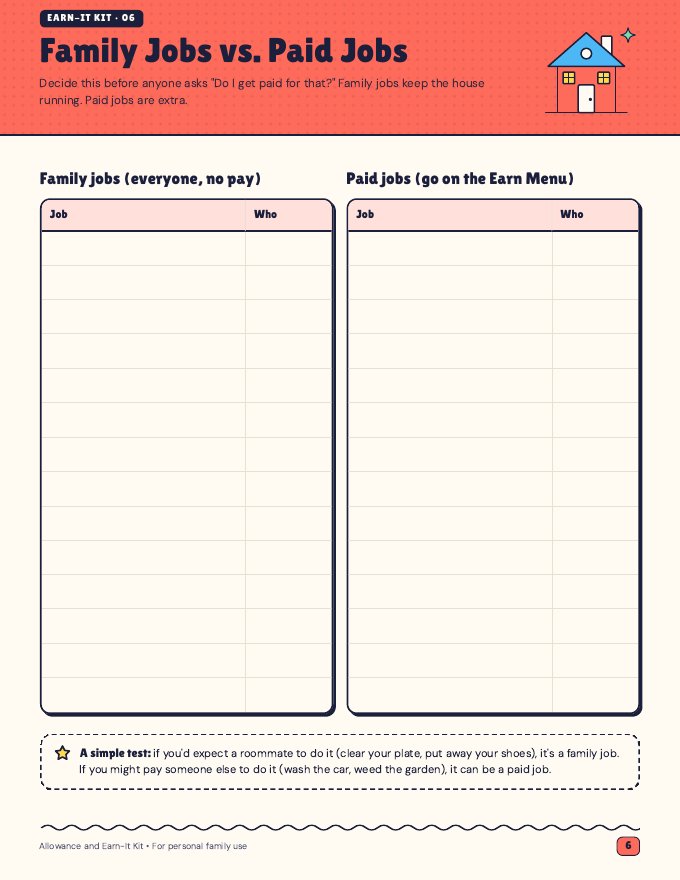 EARN-IT KIT · 06
Family Jobs vs. Paid Jobs
Decide this before anyone asks "Do I get paid for that?" Family jobs keep the house
running. Paid jobs are extra.
Family jobs (everyone, no pay)
Job Who
Paid jobs (go on the Earn Menu)
Job Who
A simple test: if you'd expect a roommate to do it (clear your plate, put away your shoes), it's a family job.
If you might pay someone else to do it (wash the car, weed the garden), it can be a paid job.
Allowance and Earn-It Kit • For personal family use
6